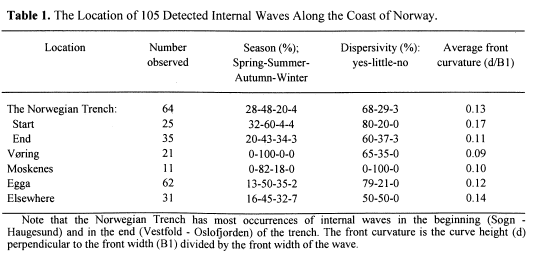 Table 1. The Location of 105 Detected Internal Waves Along the Coast of Norway.
Location Number Season (%); Dispersivity (%): Average front
observed Spring-Summer- yes-little-no curvature (d/B1)
Autumn-Winter
The Norwegian Trench: 64 28-48-20-4 68-29-3 0.13
Start 25 32-60-4-4 80-20-0 0.17
End 35 20-43-34-3 60-37-3 0.11
Vøring 21 0-100-0-0 65-35-0 0.09
Moskenes 11 0-82-18-0 0-100-0 0.10
Egga 62 13-50-35-2 79-21-0 0.12
Elsewhere 31 16-45-32-7 50-50-0 0.14
Note that the Norwegian Trench has most occurrences of internal waves in the beginning (Sogn -
Haugesund) and in the end (Vestfold - Oslofjorden) of the trench. The front curvature is the curve height (d)
perpendicular to the front width (B1) divided by the front width of the wave.